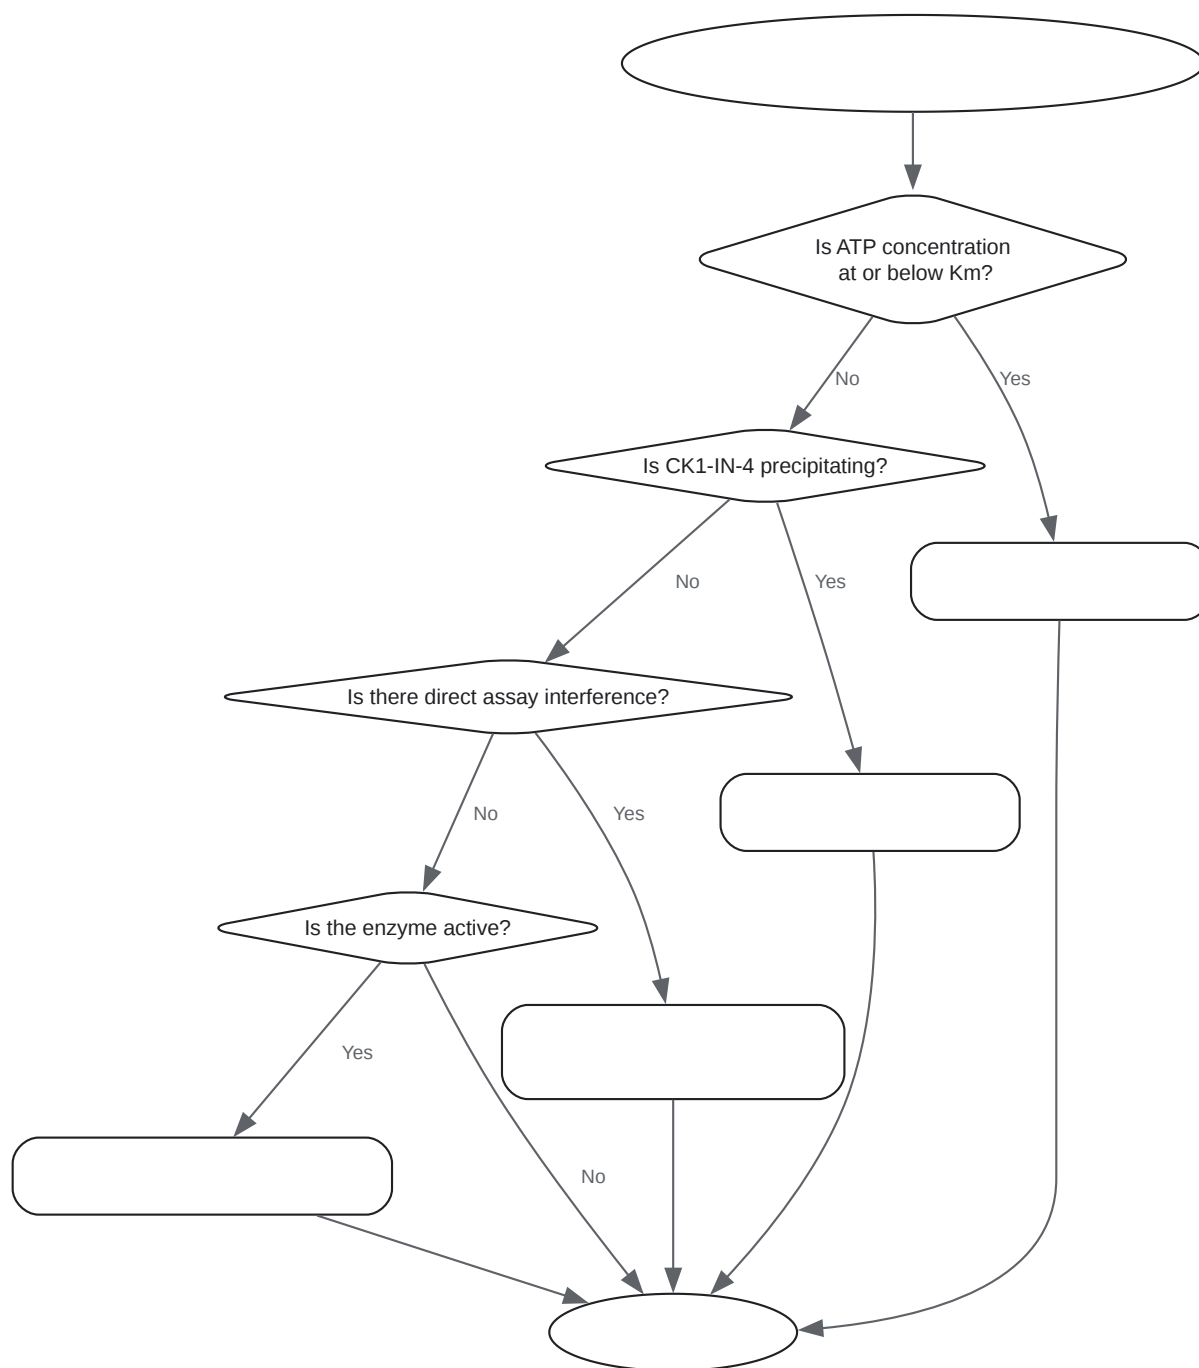 Is ATP concentration
at or below Km?
No
Yes
Is CK1-IN-4 precipitating?
No
Yes
Is there direct assay interference?
No
Yes
Is the enzyme active?
Yes
No